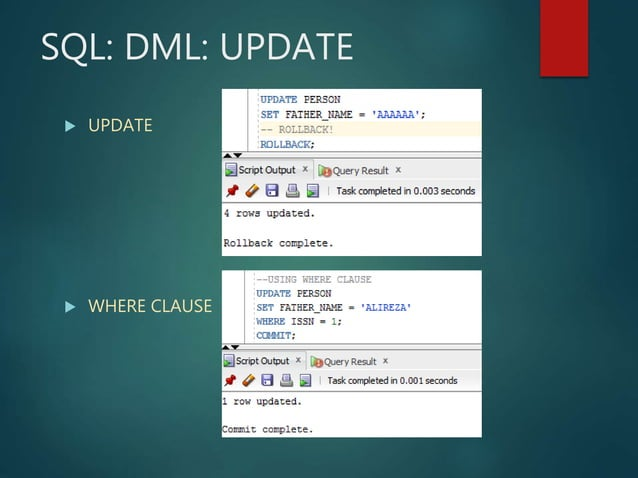 SQL: DML: UPDATE
UPDATE
UPDATE PERSON
SET FATHER_NAME = 'AAAAAA';
-- ROLLBACK!
ROLLBACK;
Script Output x Query Result x
Task completed in 0.003 seconds
4 rows updated.
Rollback complete.
WHERE CLAUSE
--USING WHERE CLAUSE
UPDATE PERSON
SET FATHER_NAME = 'ALIREZA'
WHERE ISSN = 1;
COMMIT;
Script Output x Query Result x
Task completed in 0.001 seconds
1 row updated.
Commit complete.